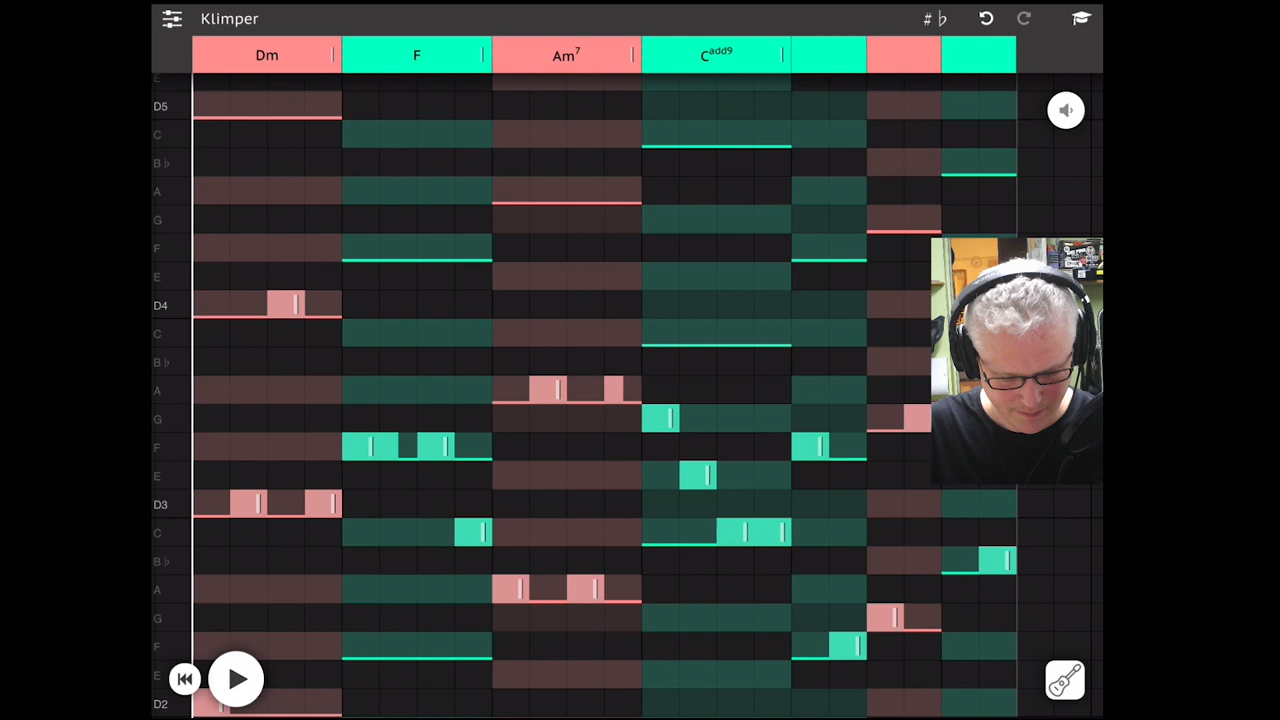 Klimper
# ♭
Dm
F
Am⁷
Cadd9
E
D5
C
B♭
A
G
F
E
D4
C
B♭
A
G
F
E
D3
C
B♭
A
G
F
E
D2